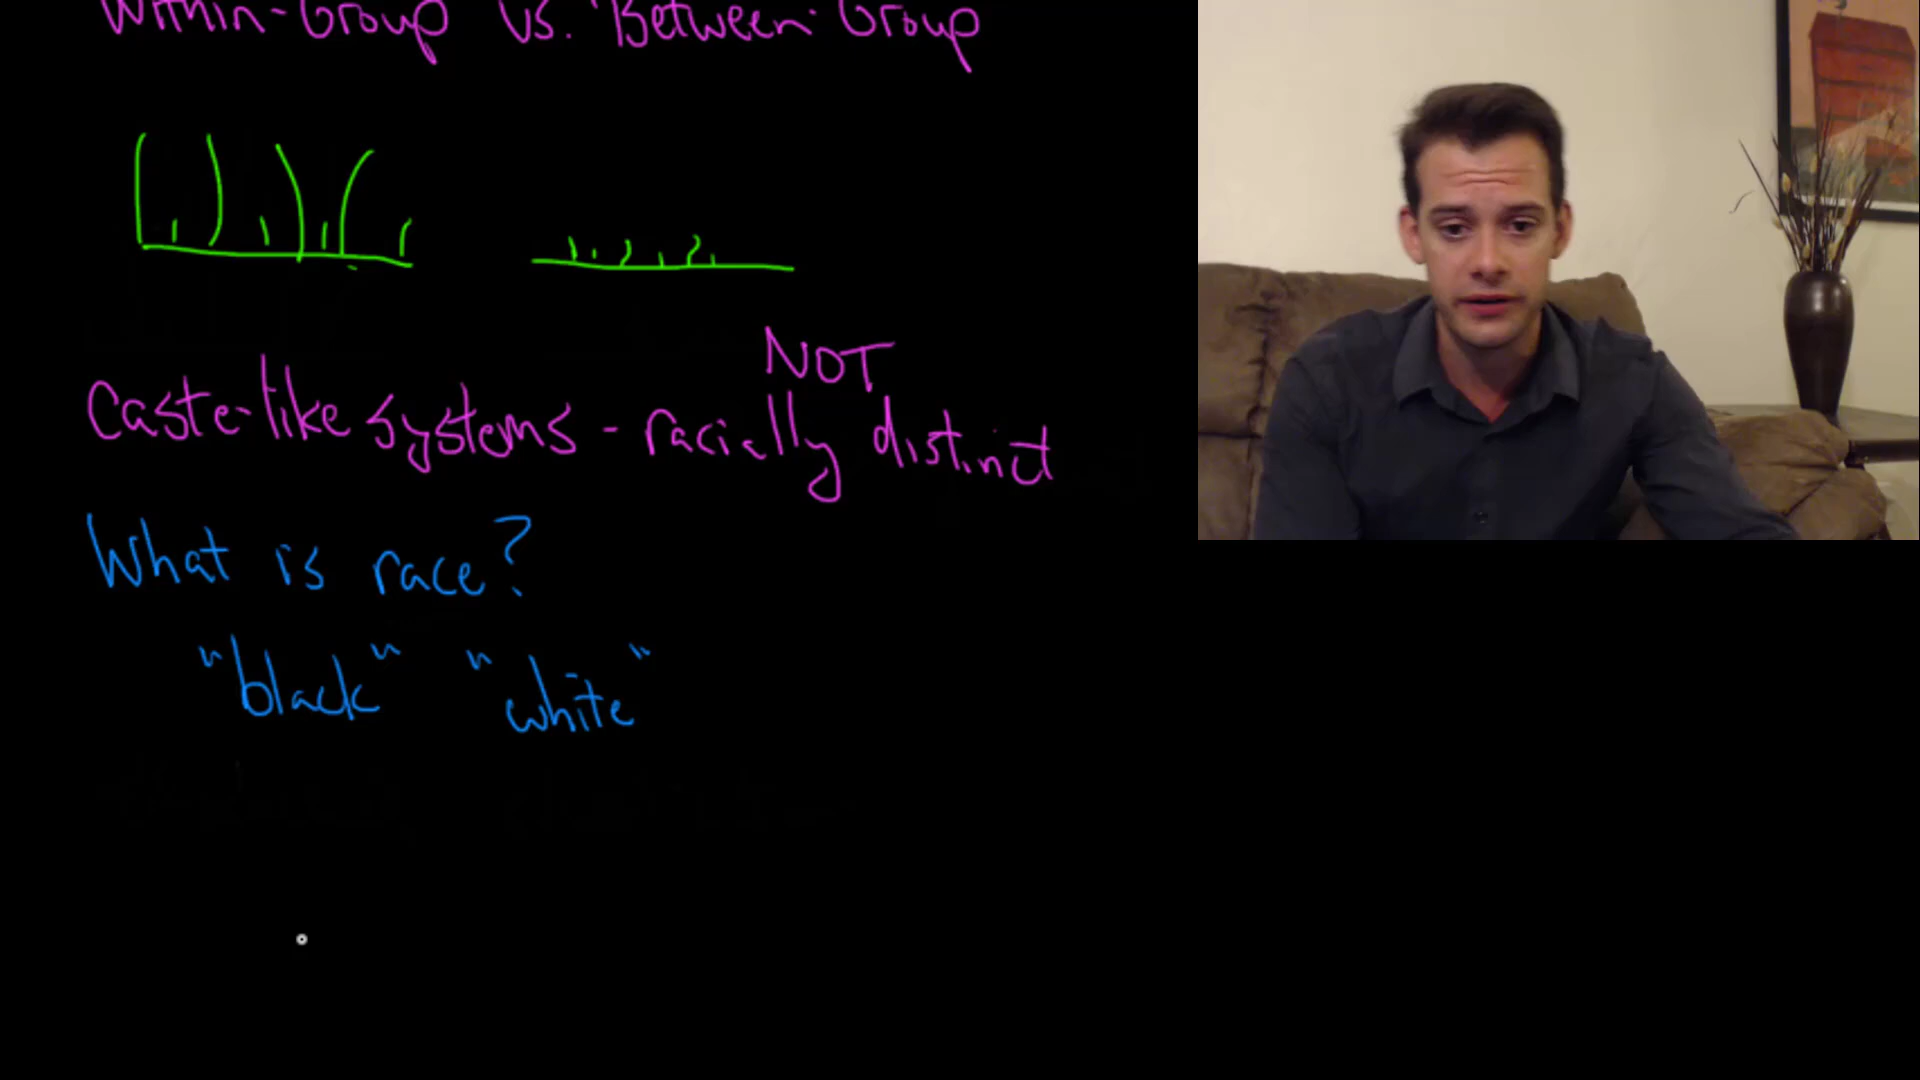 Within-Group vs. Between-Group
NOT
Caste-like systems - racially distinct
What is race?
"black" "white"